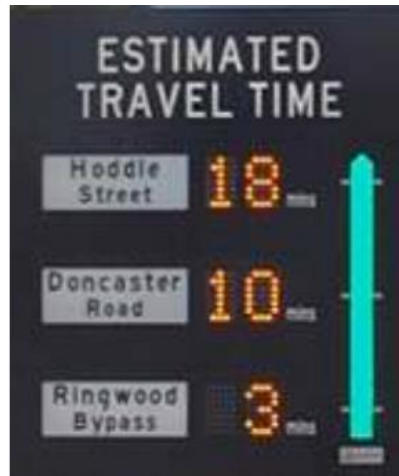 ESTIMATED
TRAVEL TIME
Hoddle
Street
18 mins
Doncaster
Road
10 mins
Ringwood
Bypass
3 mins